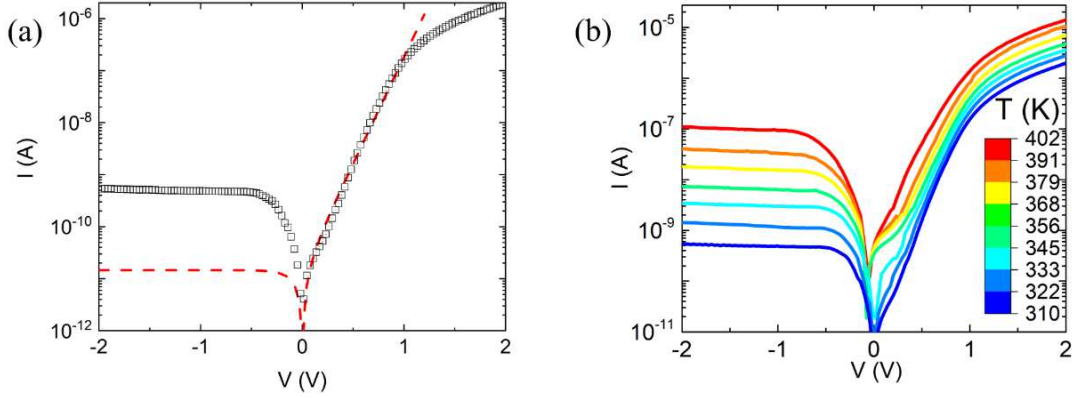 (a)
I (A)
10⁻⁶
10⁻⁸
10⁻¹⁰
10⁻¹²
-2 -1 0 1 2
V (V)
(b)
I (A)
10⁻⁵
10⁻⁷
10⁻⁹
10⁻¹¹
-2 -1 0 1 2
V (V)
T (K)
402
391
379
368
356
345
333
322
310